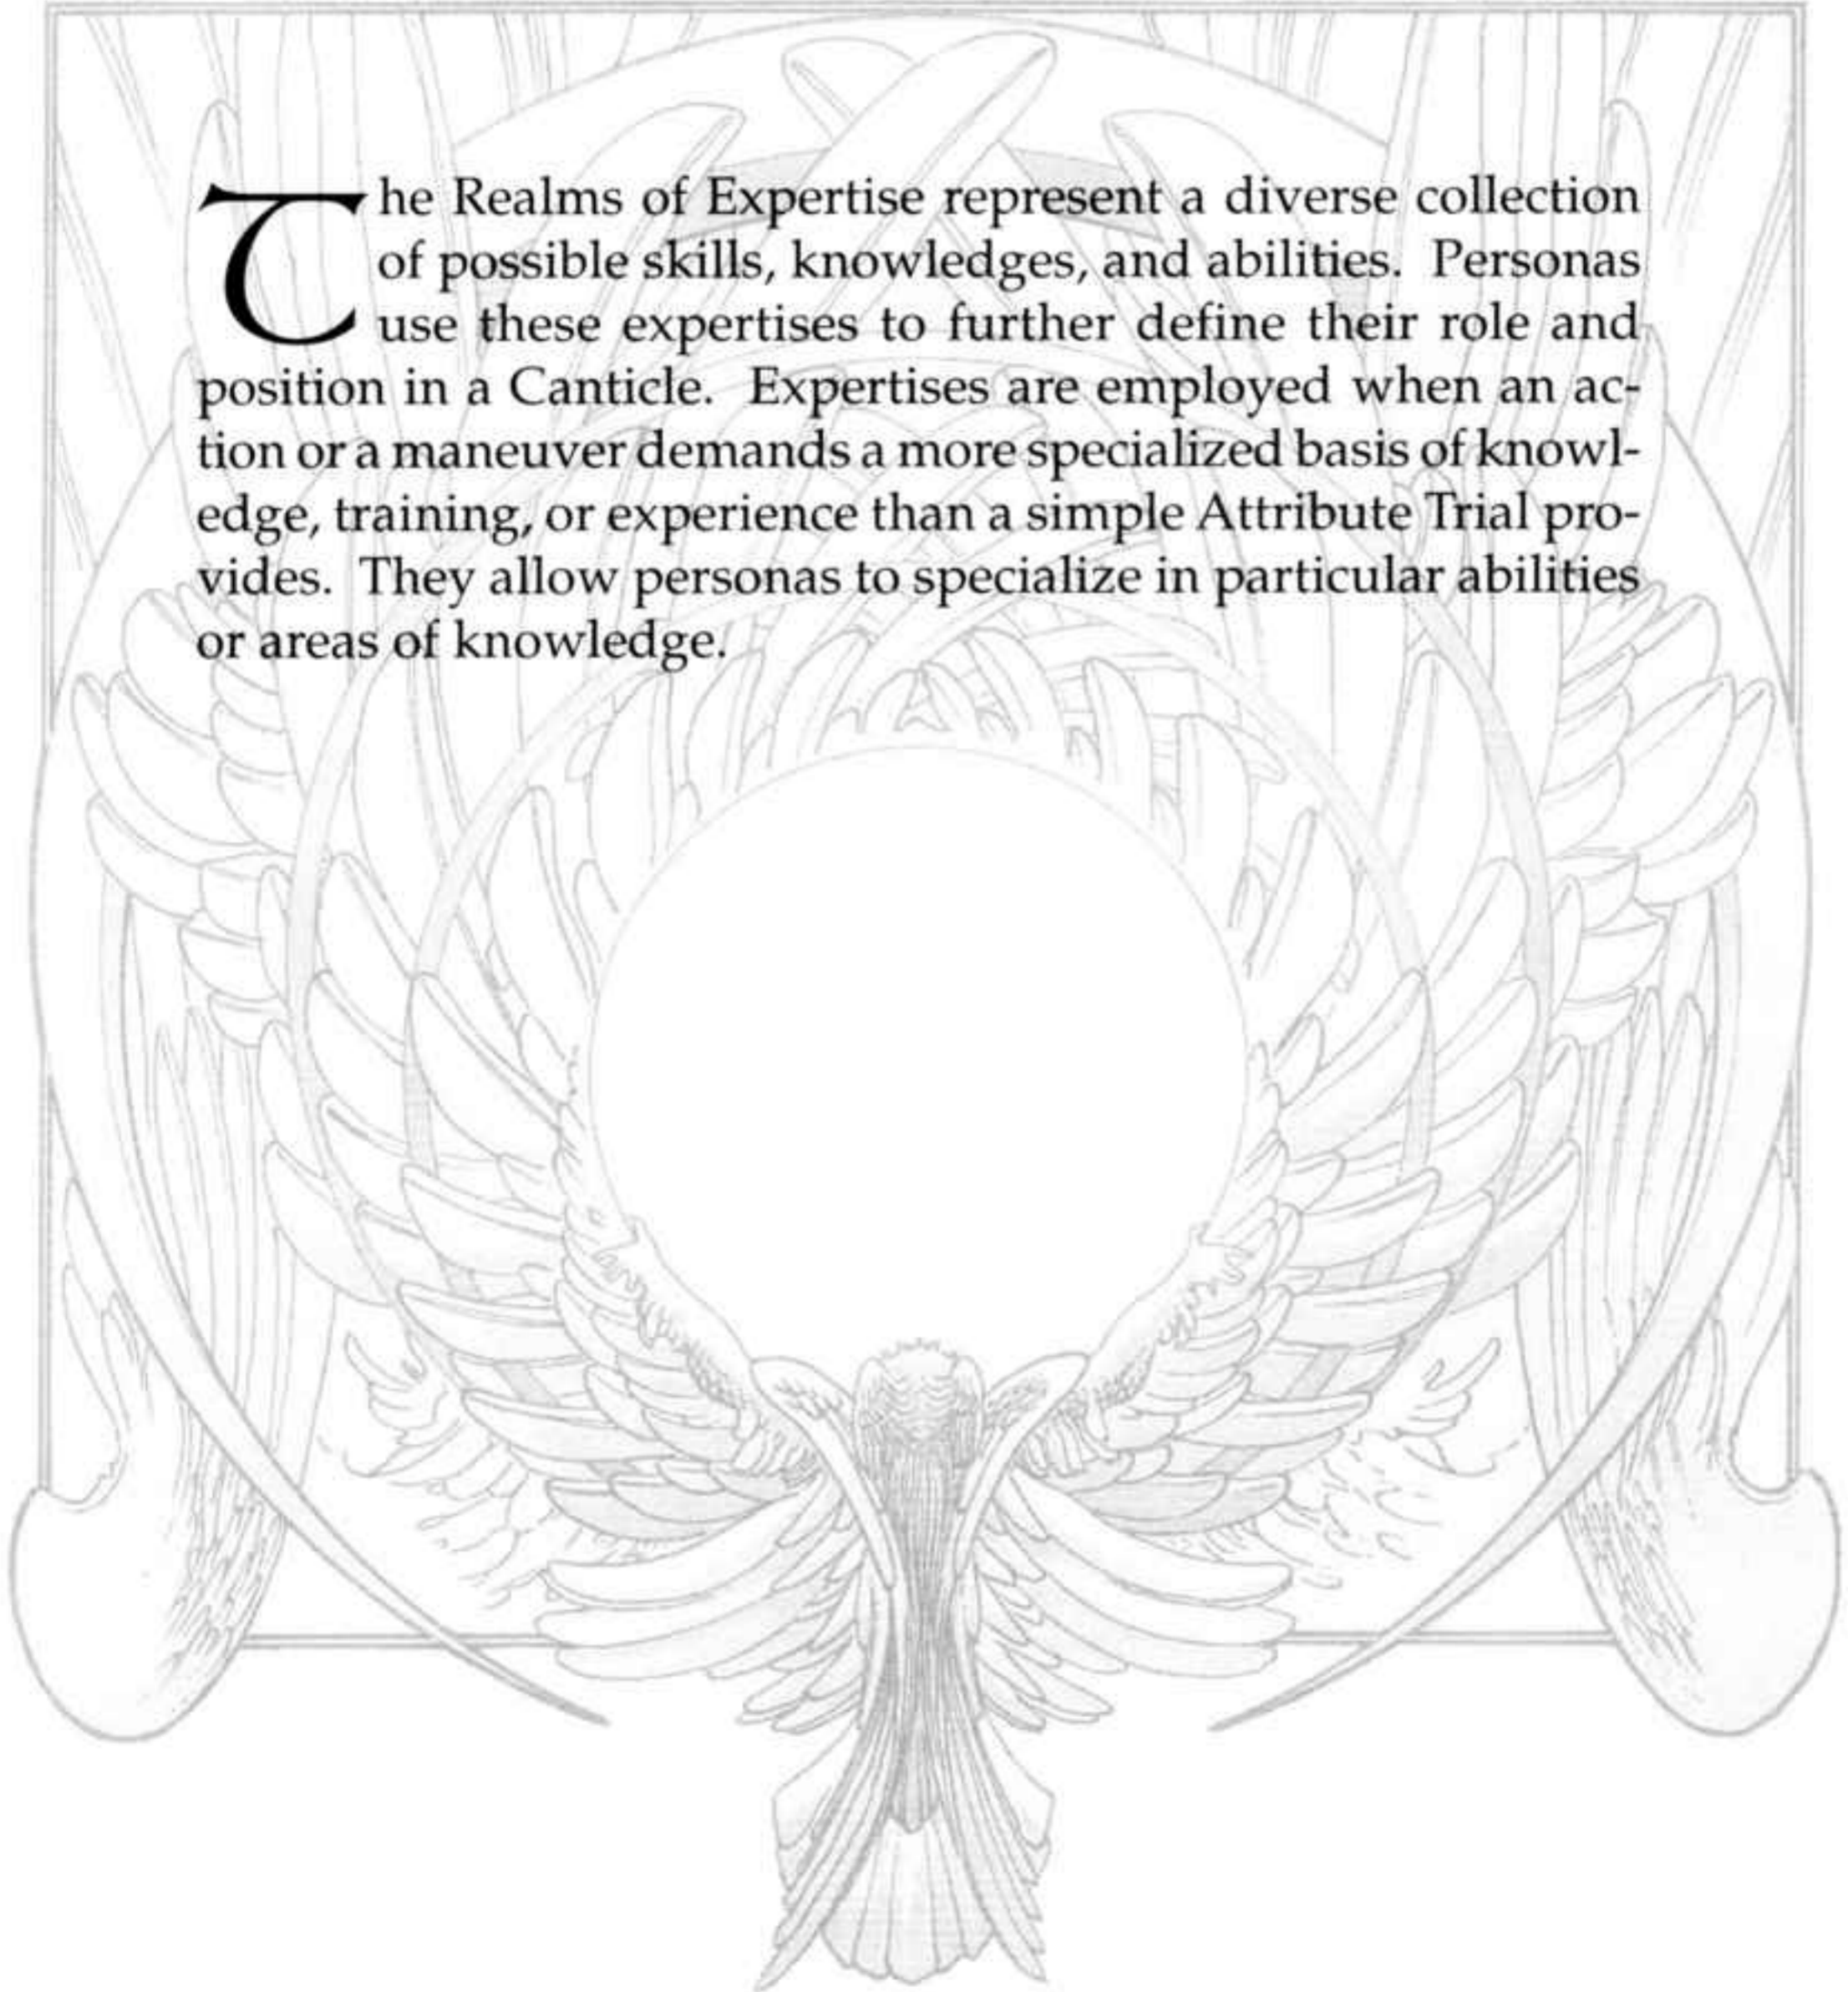 The Realms of Expertise represent a diverse collection
of possible skills, knowledges, and abilities. Personas
use these expertises to further define their role and
position in a Canticle. Expertises are employed when an ac-
tion or a maneuver demands a more specialized basis of knowl-
edge, training, or experience than a simple Attribute Trial pro-
vides. They allow personas to specialize in particular abilities
or areas of knowledge.